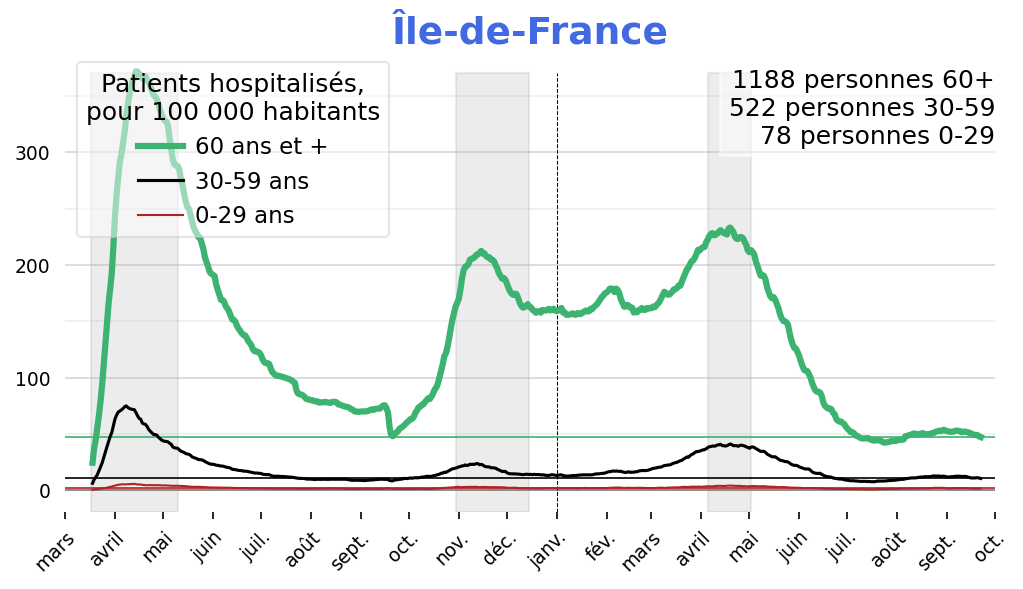 Île-de-France
Patients hospitalisés,
pour 100 000 habitants
60 ans et +
30-59 ans
0-29 ans
1188 personnes 60+
522 personnes 30-59
78 personnes 0-29
300
200
100
0
mars avril mai juin juil. août sept. oct. nov. déc. janv. fév. mars avril mai juin juil. août sept. oct.